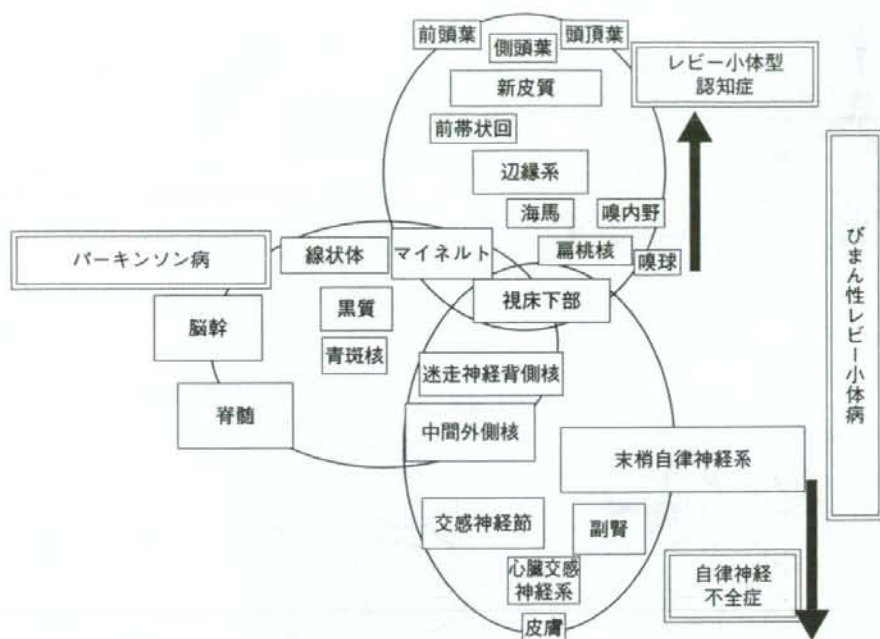 前頭葉
側頭葉
頭頂葉
新皮質
レビー小体型
認知症
前帯状回
辺縁系
海馬
嗅内野
パーキンソン病
線状体
マイネルト
扁桃核
嗅球
視床下部
黒質
脳幹
青斑核
迷走神経背側核
脊髄
中間外側核
末梢自律神経系
びまん性レビー小体病
交感神経節
副腎
心臓交感
神経系
自律神経
不全症
皮膚